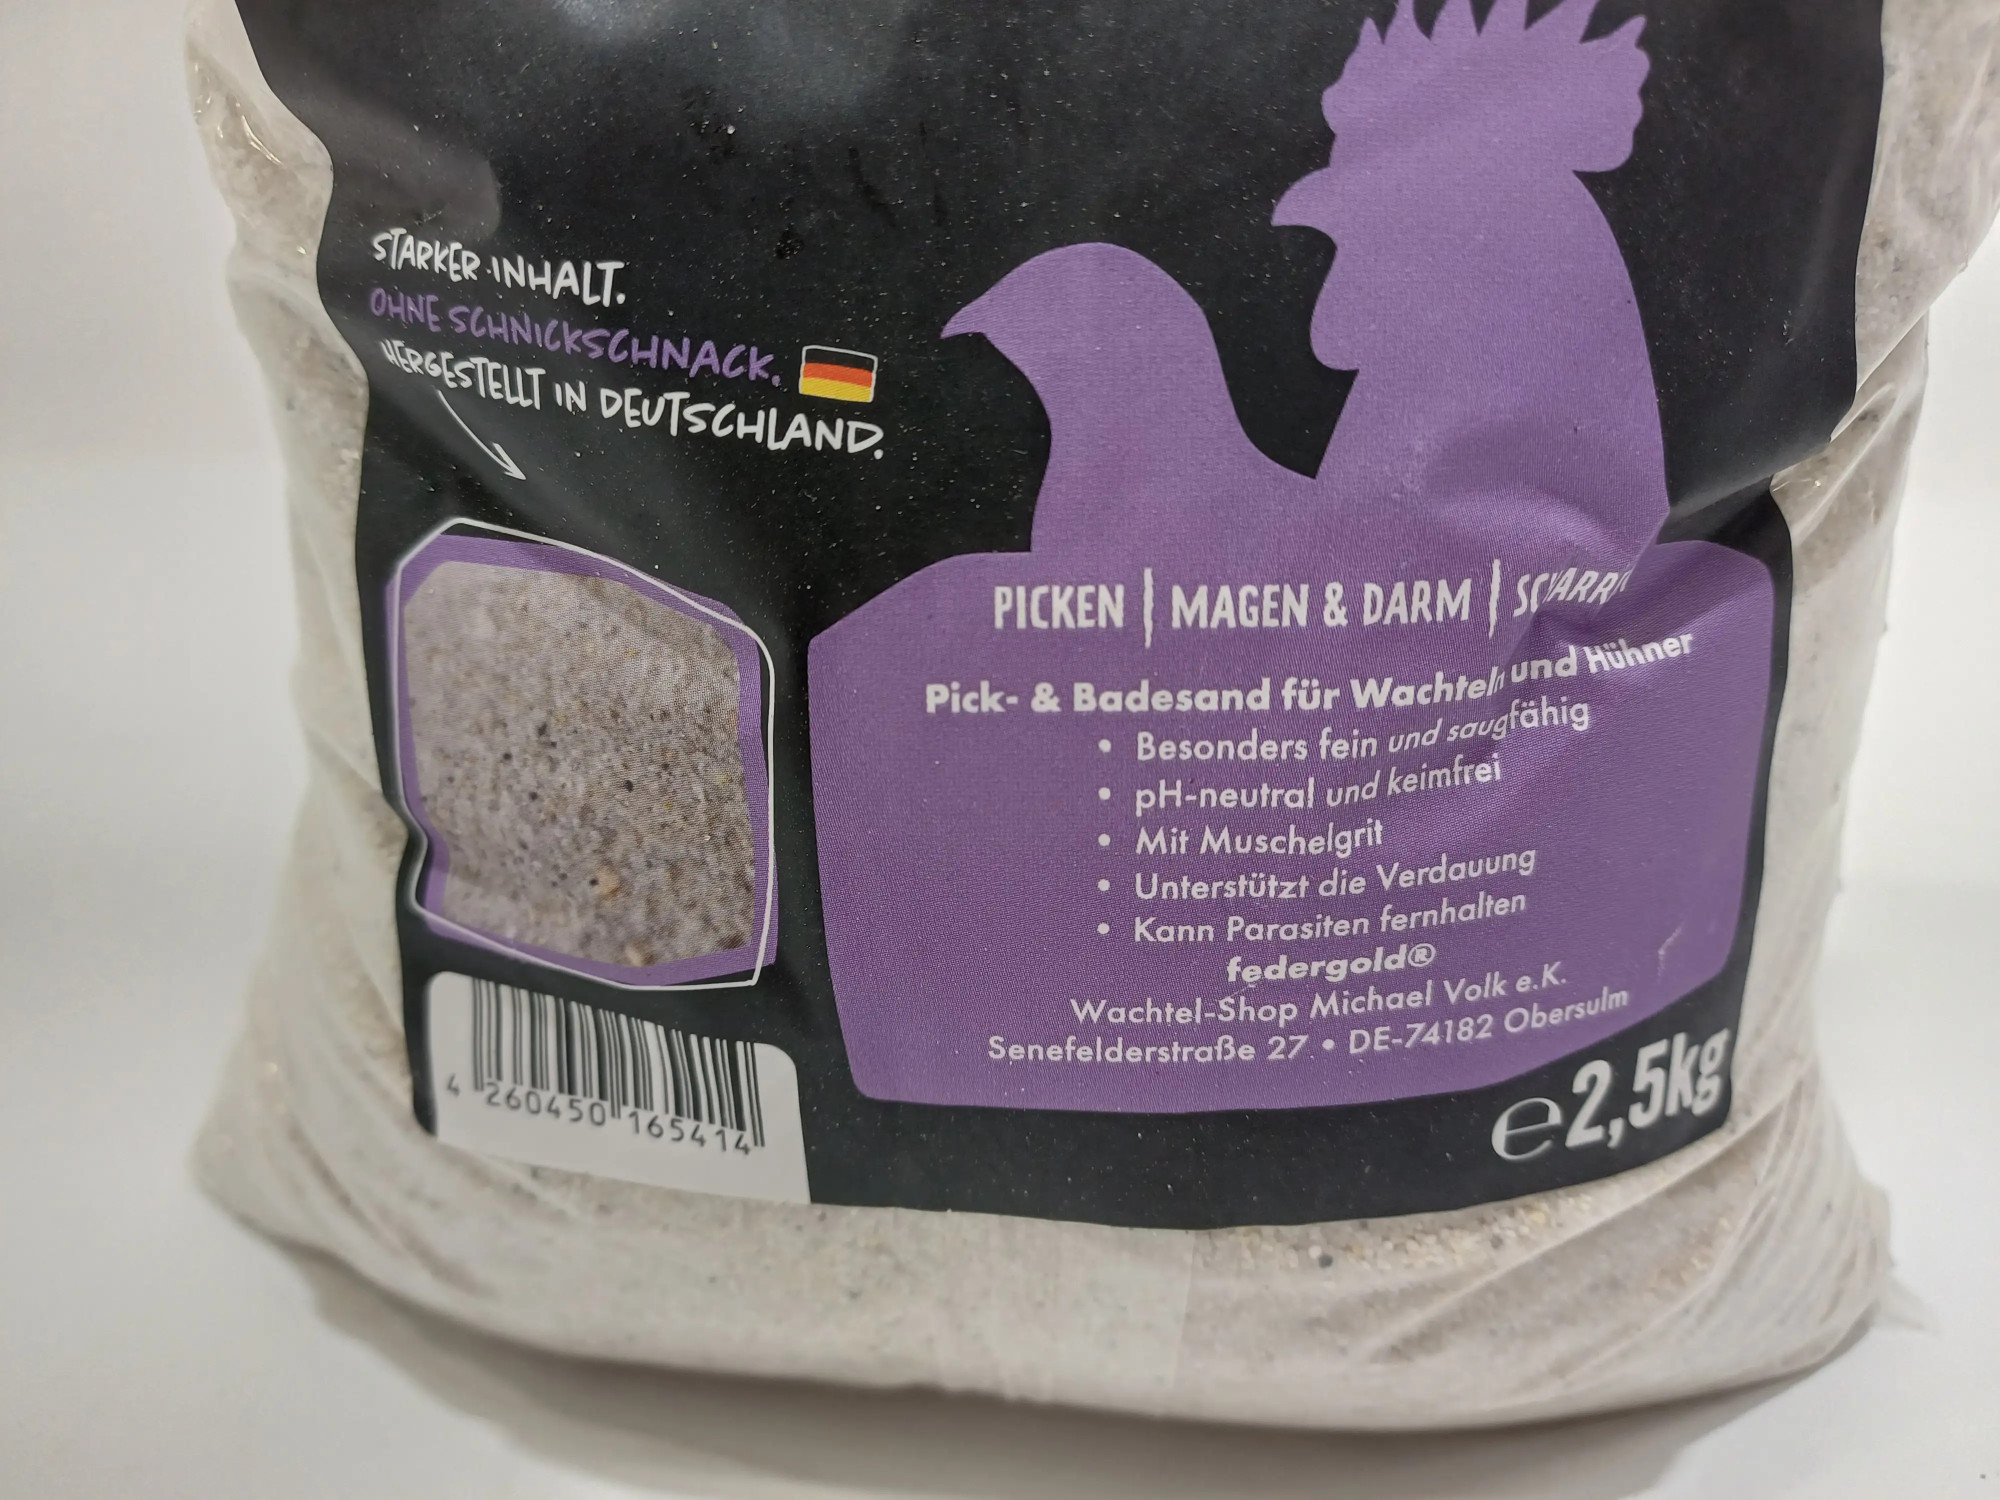 STARKER INHALT.
OHNE SCHNICKSCHNACK.
HERGESTELLT IN DEUTSCHLAND.
PICKEN | MAGEN & DARM |
Pick- & Badesand für Wachteln und Hühner
• Besonders fein und saugfähig
• pH-neutral und keimfrei
• Mit Muschelgrit
• Unterstützt die Verdauung
• Kann Parasiten fernhalten
federgold®
Wachtel-Shop Michael Volk e.K.
Senefelderstraße 27 • DE-74182 Obersulm
℮ 2,5kg
4 260450 165414